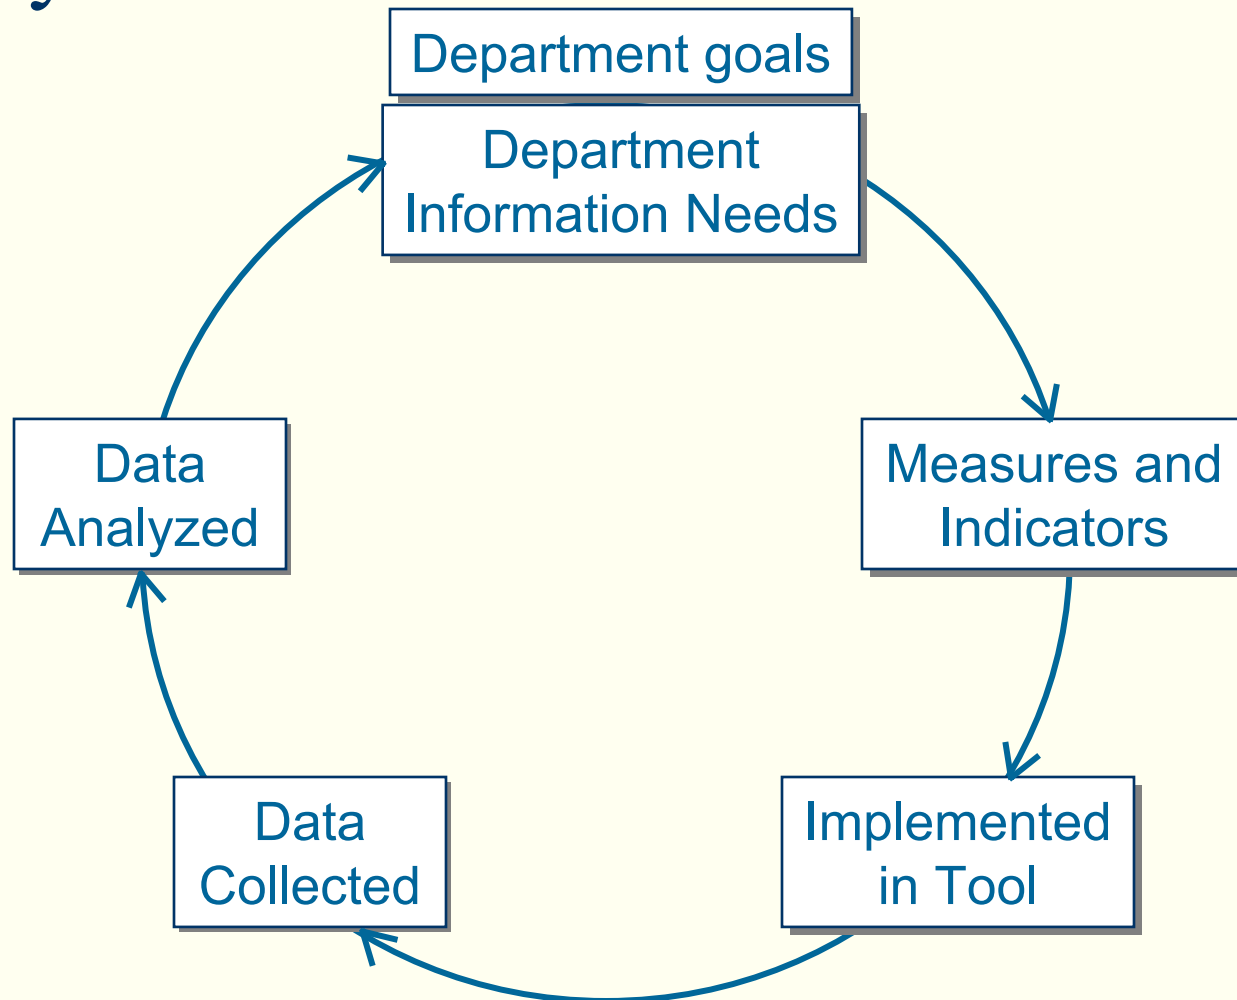 Department goals
Department
Information Needs
Measures and
Indicators
Implemented
in Tool
Data
Collected
Data
Analyzed